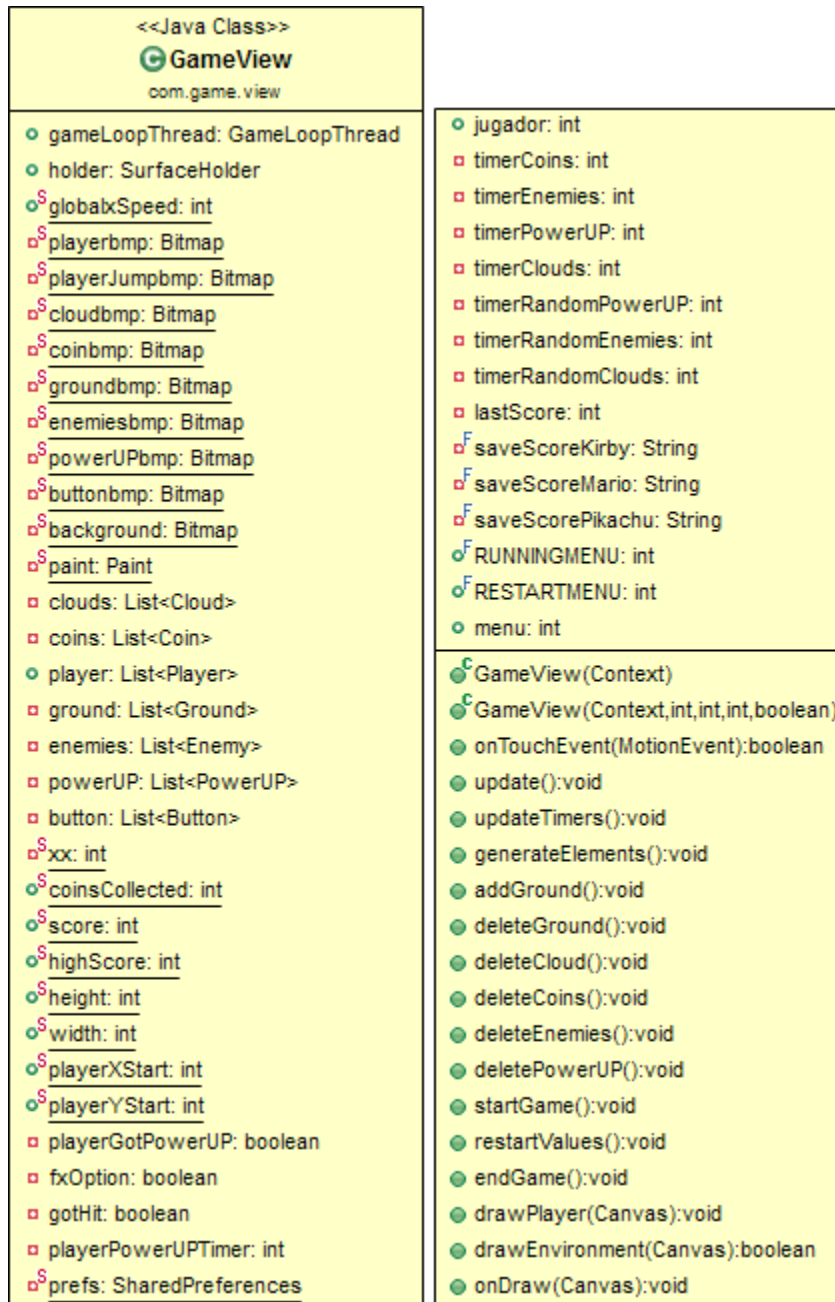 <<Java Class>>
GameView
com.game.view
gameLoopThread: GameLoopThread
holder: SurfaceHolder
globalxSpeed: int
playerbmp: Bitmap
playerJumpbmp: Bitmap
cloudbmp: Bitmap
coinbmp: Bitmap
groundbmp: Bitmap
enemiesbmp: Bitmap
powerUPbmp: Bitmap
buttonbmp: Bitmap
background: Bitmap
paint: Paint
clouds: List<Cloud>
coins: List<Coin>
player: List<Player>
ground: List<Ground>
enemies: List<Enemy>
powerUP: List<PowerUP>
button: List<Button>
xx: int
coinsCollected: int
score: int
highScore: int
height: int
width: int
playerXStart: int
playerYStart: int
playerGotPowerUP: boolean
fxOption: boolean
gotHit: boolean
playerPowerUPTimer: int
prefs: SharedPreferences
jugador: int
timerCoins: int
timerEnemies: int
timerPowerUP: int
timerClouds: int
timerRandomPowerUP: int
timerRandomEnemies: int
timerRandomClouds: int
lastScore: int
saveScoreKirby: String
saveScoreMario: String
saveScorePikachu: String
RUNNINGMENU: int
RESTARTMENU: int
menu: int
GameView(Context)
GameView(Context,int,int,int,boolean)
onTouchEvent(MotionEvent):boolean
update():void
updateTimers():void
generateElements():void
addGround():void
deleteGround():void
deleteCloud():void
deleteCoins():void
deleteEnemies():void
deletePowerUP():void
startGame():void
restartValues():void
endGame():void
drawPlayer(Canvas):void
drawEnvironment(Canvas):boolean
onDraw(Canvas):void